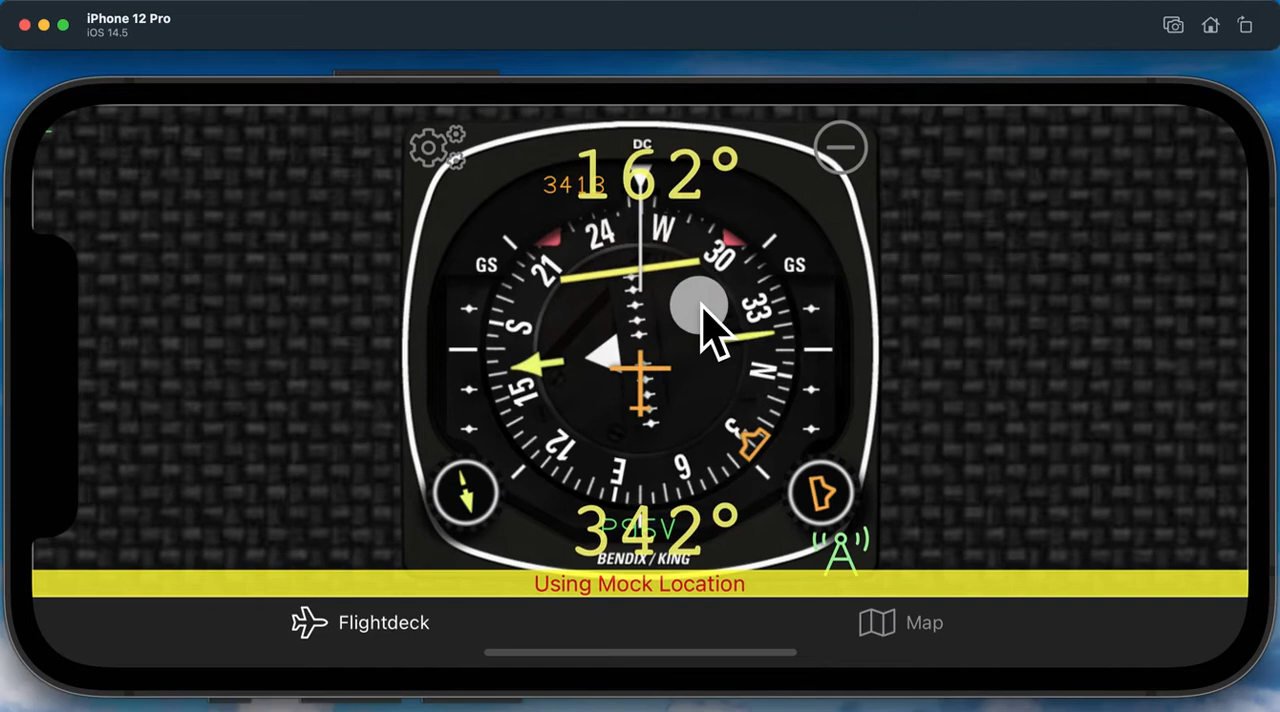 iPhone 12 Pro
iOS 14.5
DC
162°
3413
24 W
21 30
GS GS
33
S
N
15
3
12
E 6
342°
BENDIX/KING
Using Mock Location
Flightdeck Map